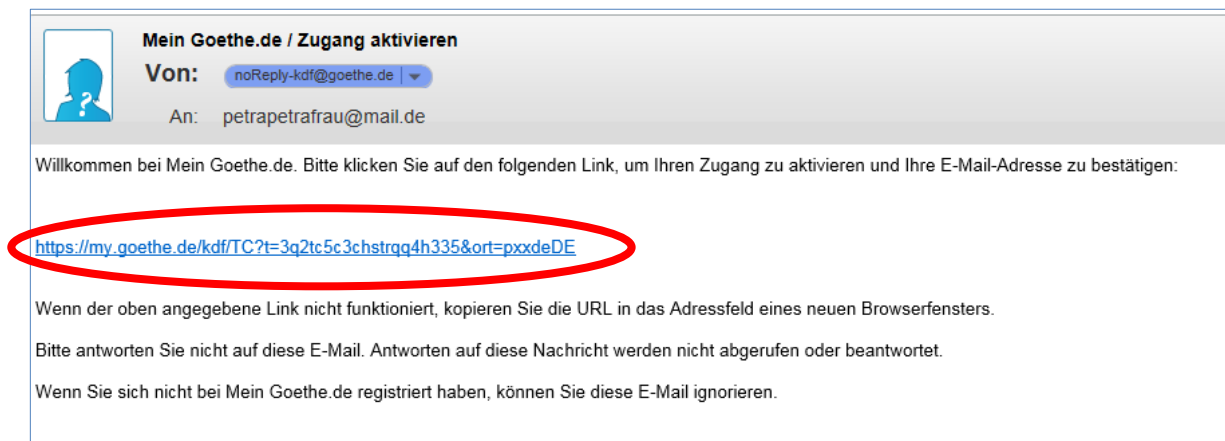 Mein Goethe.de / Zugang aktivieren
Von: noReply-kdf@goethe.de
An: petrapetrafrau@mail.de
Willkommen bei Mein Goethe.de. Bitte klicken Sie auf den folgenden Link, um Ihren Zugang zu aktivieren und Ihre E-Mail-Adresse zu bestätigen:
https://my.goethe.de/kdf/TC?t=3q2tc5c3chstrqq4h335&ort=pxxdeDE
Wenn der oben angegebene Link nicht funktioniert, kopieren Sie die URL in das Adressfeld eines neuen Browserfensters.
Bitte antworten Sie nicht auf diese E-Mail. Antworten auf diese Nachricht werden nicht abgerufen oder beantwortet.
Wenn Sie sich nicht bei Mein Goethe.de registriert haben, können Sie diese E-Mail ignorieren.